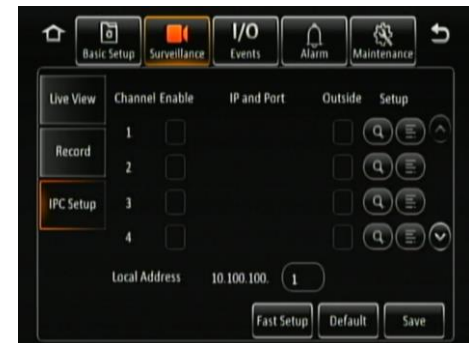 Basic Setup
Surveillance
I/O
Events
Alarm
Maintenance
Live View
Channel Enable IP and Port Outside Setup
1
Record
2
IPC Setup
3
4
Local Address 10.100.100. 1
Fast Setup Default Save